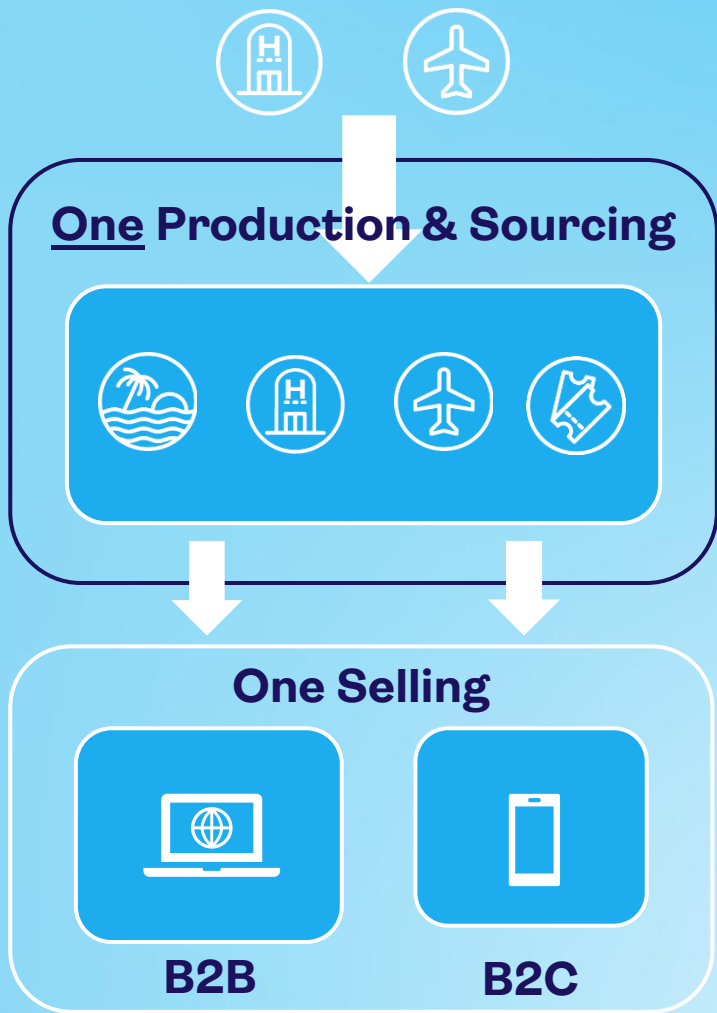 H
One Production & Sourcing
H
One Selling
B2B
B2C